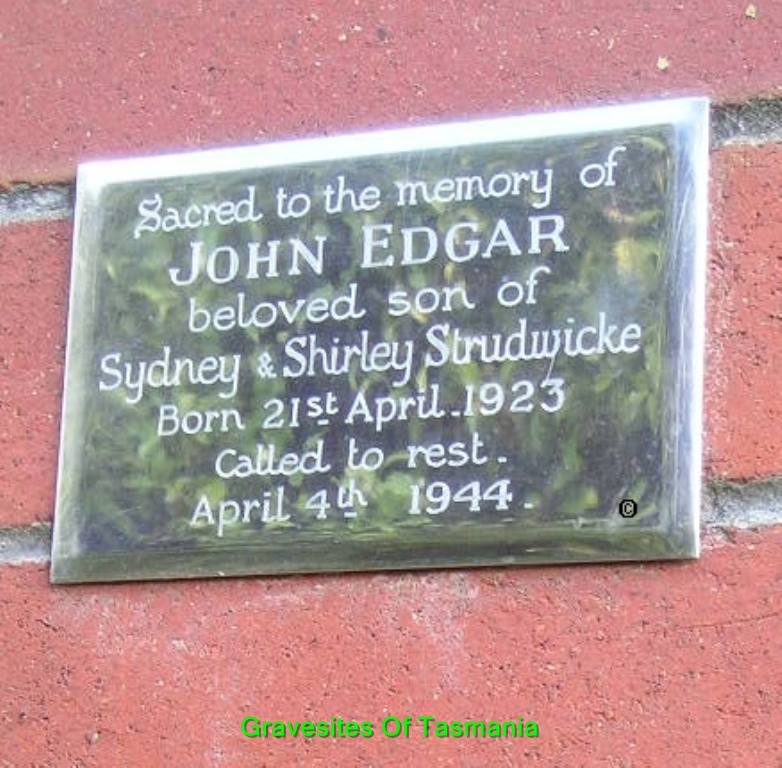 Sacred to the memory of
JOHN EDGAR
beloved son of
Sydney & Shirley Strudwicke
Born 21st April.1923
Called to rest.
April 4th 1944.
©
Gravesites Of Tasmania